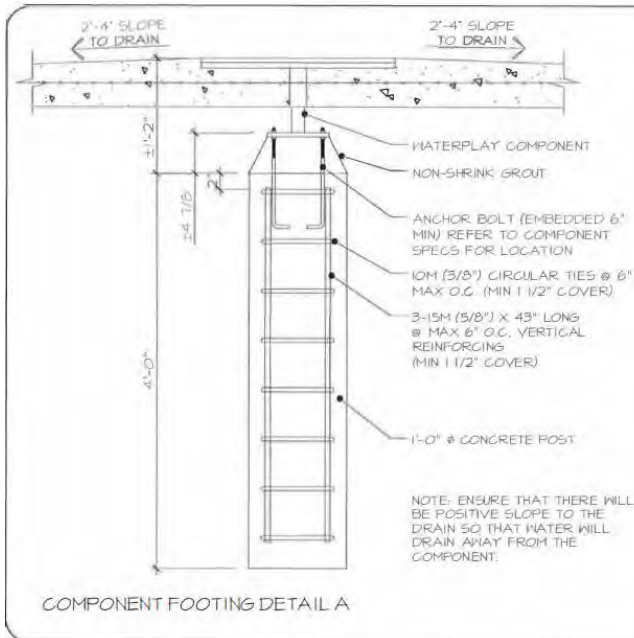 2'-4" SLOPE
TO DRAIN
2'-4" SLOPE
TO DRAIN
±1'-2"
±4 7/8
2"
4'-0"
WATERPLAY COMPONENT
NON-SHRINK GROUT
ANCHOR BOLT (EMBEDDED 6"
MIN) REFER TO COMPONENT
SPECS FOR LOCATION
10M (3/8") CIRCULAR TIES @ 6"
MAX O.C. (MIN 1 1/2" COVER)
3-15M (5/8") X 43" LONG
@ MAX 6" O.C. VERTICAL
REINFORCING
(MIN 1 1/2" COVER)
1'-0" Ø CONCRETE POST
NOTE: ENSURE THAT THERE WILL
BE POSITIVE SLOPE TO THE
DRAIN SO THAT WATER WILL
DRAIN AWAY FROM THE
COMPONENT.
COMPONENT FOOTING DETAIL A